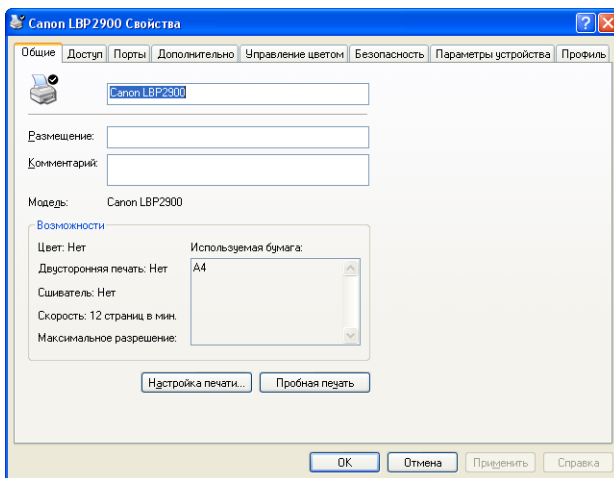 Canon LBP2900 Свойства
Общие Доступ Порты Дополнительно Управление цветом Безопасность Параметры устройства Профиль
Canon LBP2900
Размещение:
Комментарий:
Модель: Canon LBP2900
Возможности
Цвет: Нет Используемая бумага:
Двусторонняя печать: Нет A4
Сшиватель: Нет
Скорость: 12 страниц в мин.
Максимальное разрешение:
Настройка печати... Пробная печать
OK Отмена Применить Справка